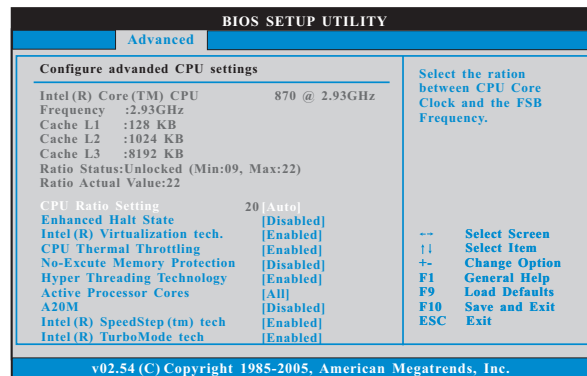 BIOS SETUP UTILITY
Advanced
Configure advanded CPU settings
Intel(R) Core(TM) CPU 870 @ 2.93GHz
Frequency :2.93GHz
Cache L1 :128 KB
Cache L2 :1024 KB
Cache L3 :8192 KB
Ratio Status:Unlocked (Min:09, Max:22)
Ratio Actual Value:22
CPU Ratio Setting 20[Auto]
Enhanced Halt State [Disabled]
Intel(R) Virtualization tech. [Enabled]
CPU Thermal Throttling [Enabled]
No-Excute Memory Protection [Disabled]
Hyper Threading Technology [Enabled]
Active Processor Cores [All]
A20M [Disabled]
Intel(R) SpeedStep(tm) tech [Enabled]
Intel(R) TurboMode tech [Enabled]
Select the ration
between CPU Core
Clock and the FSB
Frequency.
←→ Select Screen
↑↓ Select Item
+- Change Option
F1 General Help
F9 Load Defaults
F10 Save and Exit
ESC Exit
v02.54 (C) Copyright 1985-2005, American Megatrends, Inc.